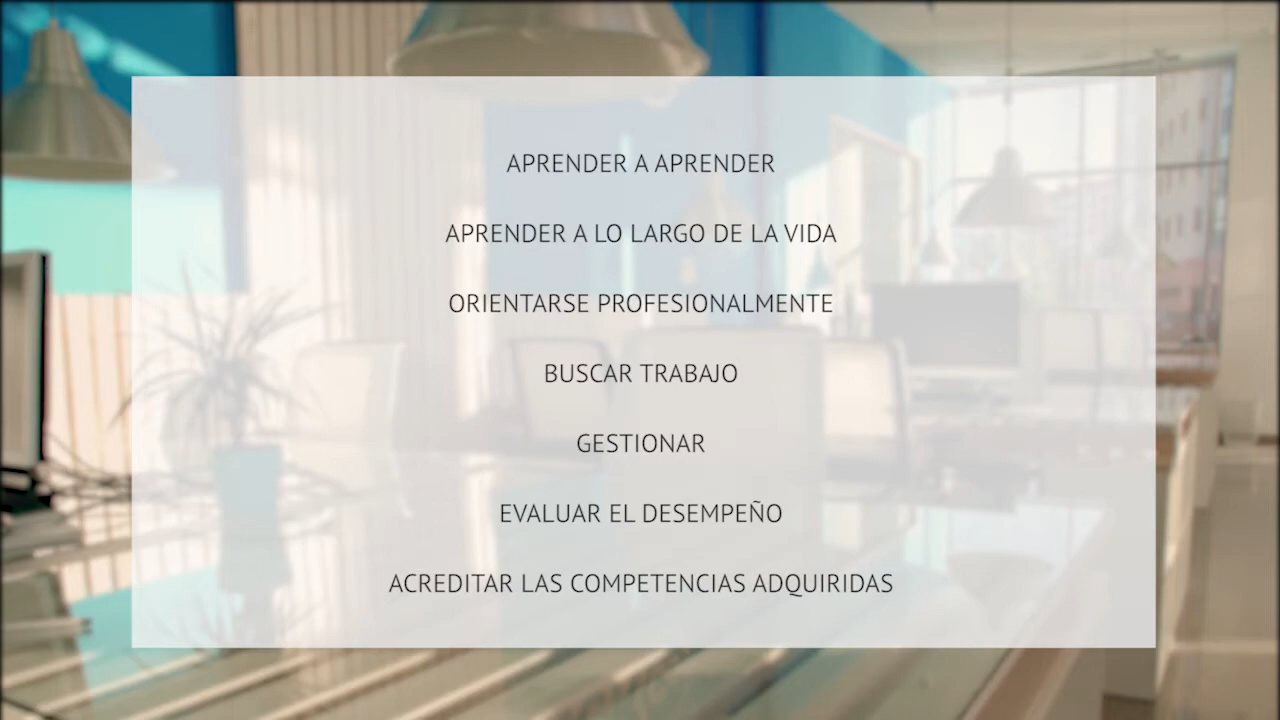 APRENDER A APRENDER
APRENDER A LO LARGO DE LA VIDA
ORIENTARSE PROFESIONALMENTE
BUSCAR TRABAJO
GESTIONAR
EVALUAR EL DESEMPEÑO
ACREDITAR LAS COMPETENCIAS ADQUIRIDAS